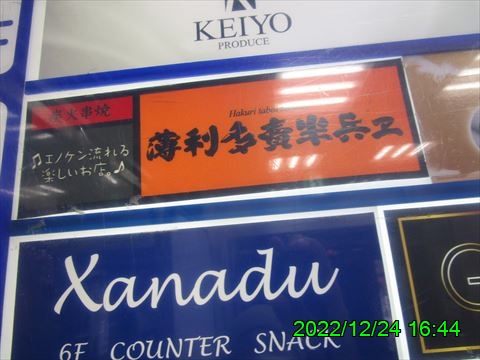 KEIYO
PRODUCE
炭火串焼
♫エノケン流れる
楽しいお店。♪
Hakuri
薄利多賣半兵ヱ
Xanadu
6F COUNTER SNACK
2022/12/24 16:44